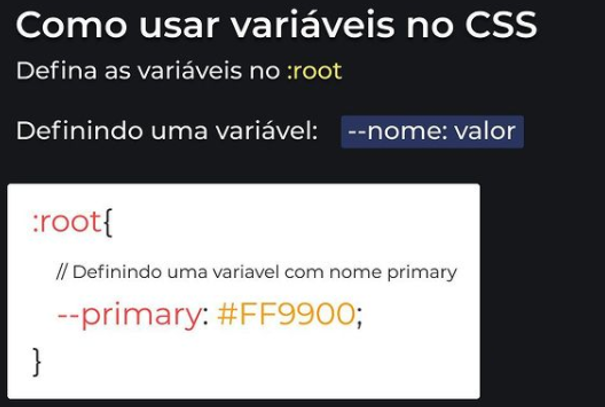 Como usar variáveis no CSS
Defina as variáveis no :root
Definindo uma variável: --nome: valor
:root{
// Definindo uma variavel com nome primary
--primary: #FF9900;
}